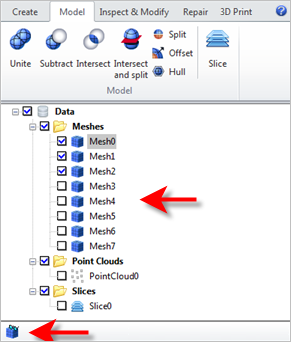 Create Model Inspect & Modify Repair 3D Print
Unite Subtract Intersect Intersect and split Split Offset Hull Slice
Model
Data
Meshes
Mesh0
Mesh1
Mesh2
Mesh3
Mesh4
Mesh5
Mesh6
Mesh7
Point Clouds
PointCloud0
Slices
Slice0